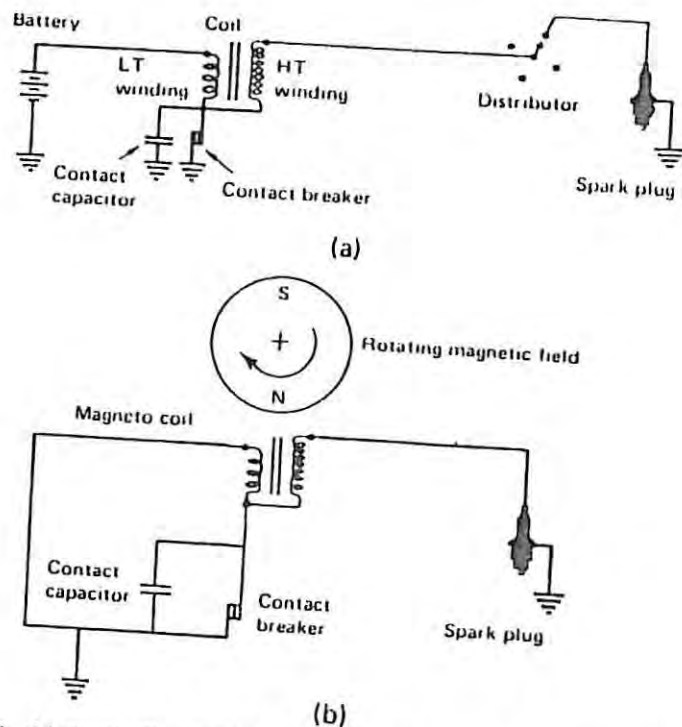 Battery
Coil
LT
winding
HT
winding
Distributor
Contact
capacitor
Contact breaker
Spark plug
(a)
S
Rotating magnetic field
N
Magneto coil
Contact
capacitor
Contact
breaker
Spark plug
(b)